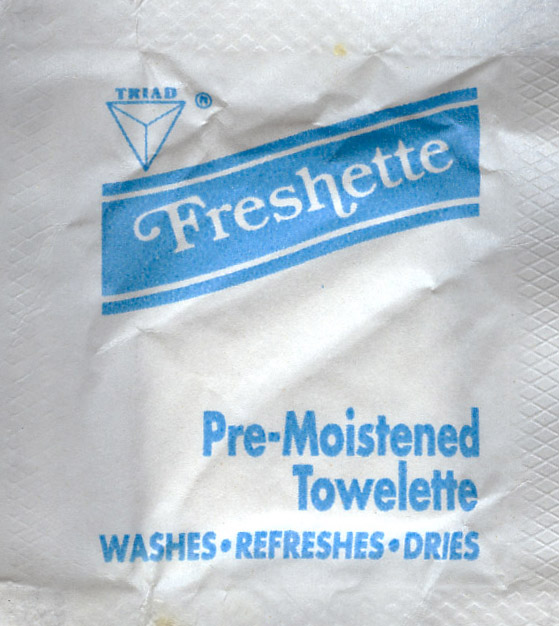 TRIAD ®
Freshette
Pre-Moistened
Towelette
WASHES • REFRESHES • DRIES